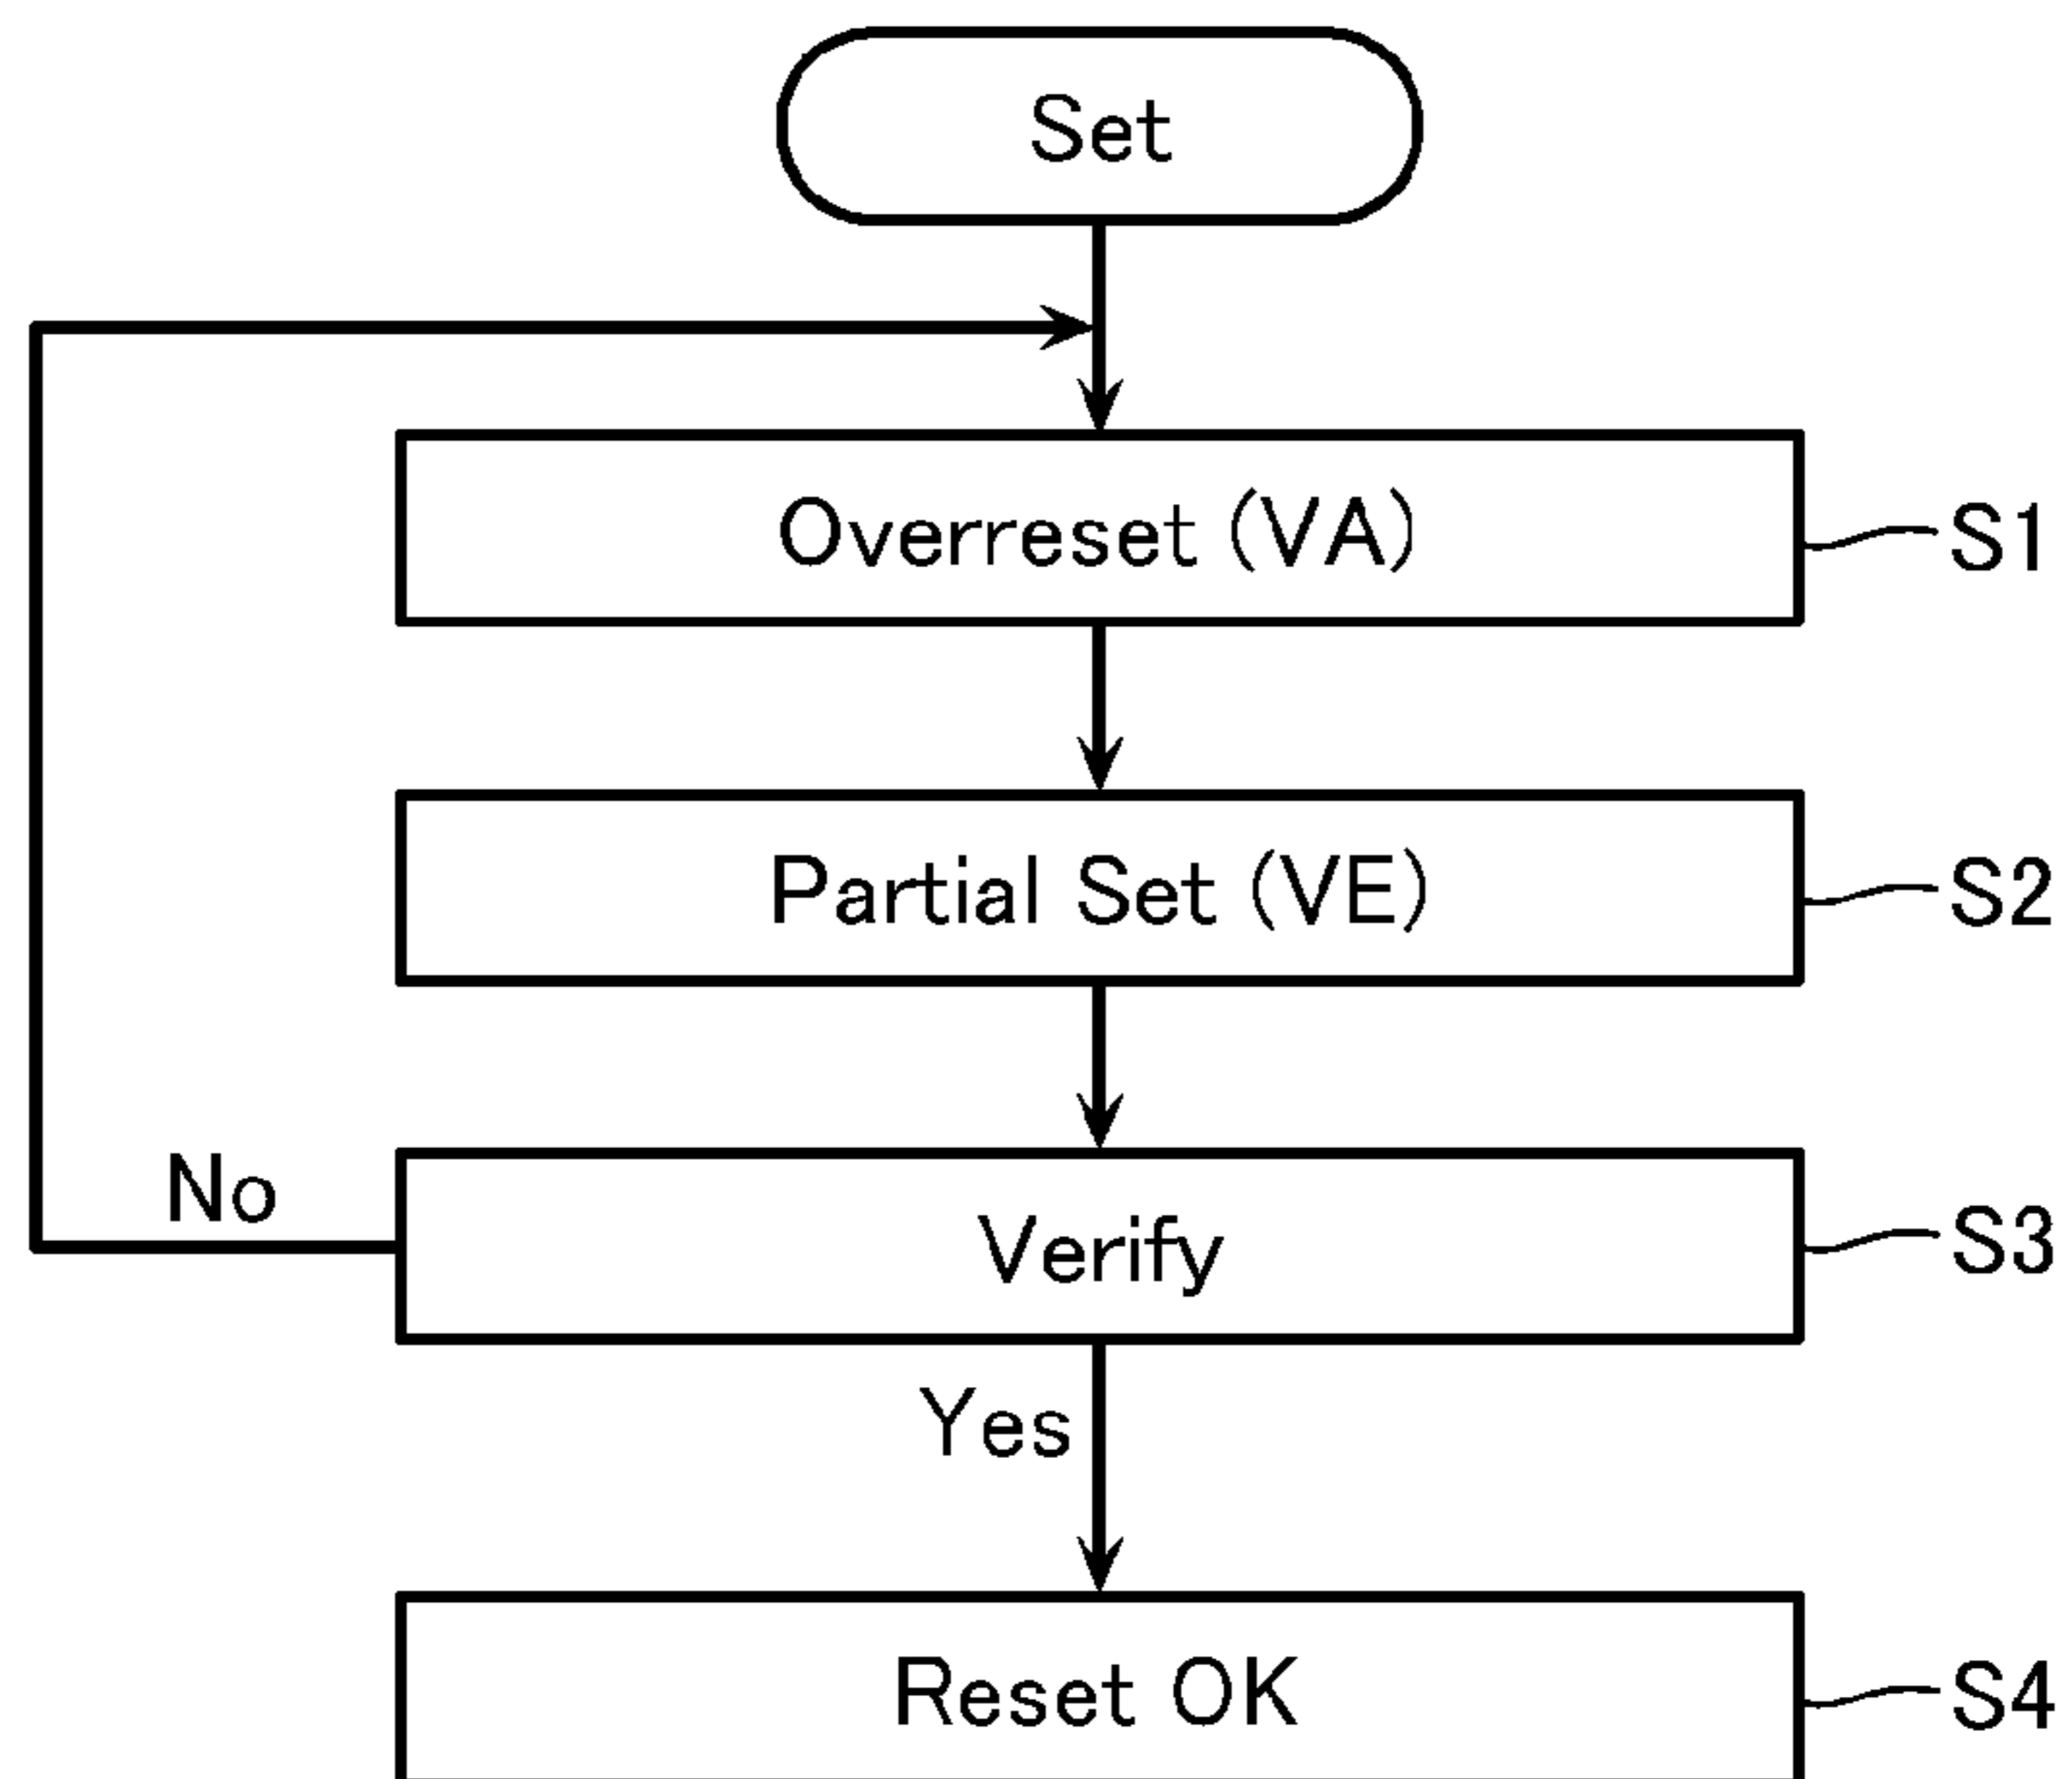 Set
Overreset (VA)
S1
Partial Set (VE)
S2
No
Verify
S3
Yes
Reset OK
S4